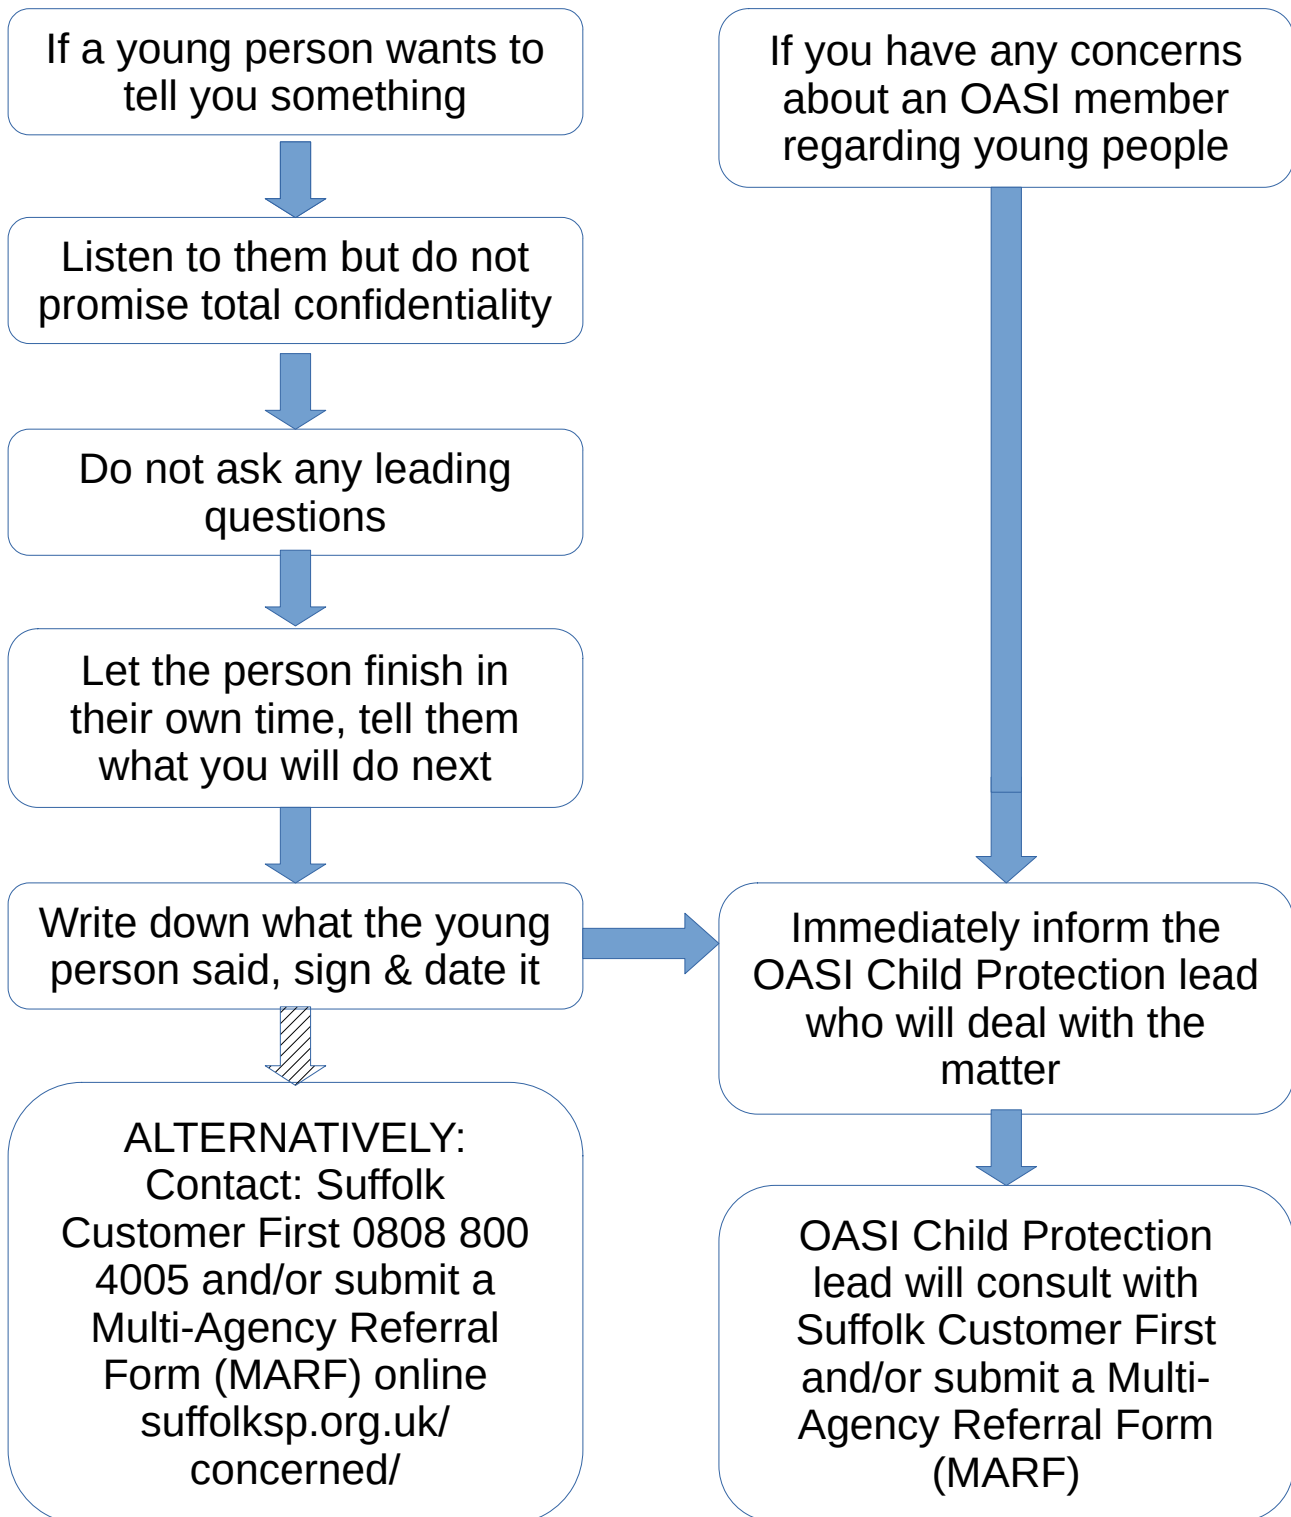 If a young person wants to
tell you something
Listen to them but do not
promise total confidentiality
Do not ask any leading
questions
Let the person finish in
their own time, tell them
what you will do next
Write down what the young
person said, sign & date it
ALTERNATIVELY:
Contact: Suffolk
Customer First 0808 800
4005 and/or submit a
Multi-Agency Referral
Form (MARF) online
suffolksp.org.uk/
concerned/
If you have any concerns
about an OASI member
regarding young people
Immediately inform the
OASI Child Protection lead
who will deal with the
matter
OASI Child Protection
lead will consult with
Suffolk Customer First
and/or submit a Multi-
Agency Referral Form
(MARF)